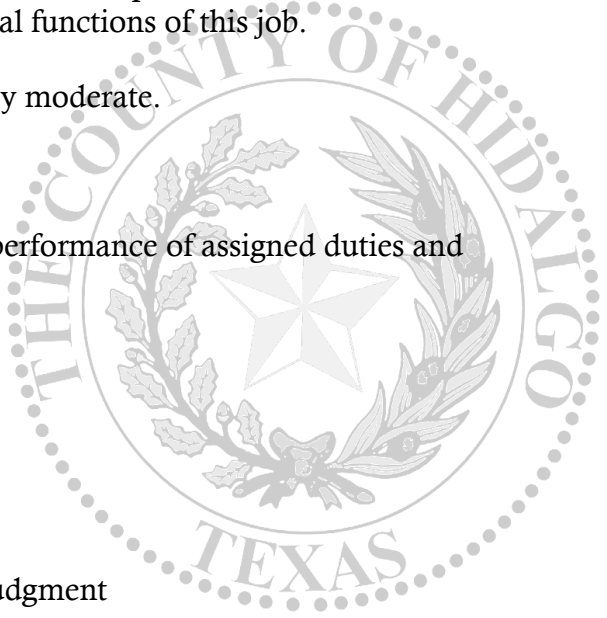 al functions of this job.
y moderate.
performance of assigned duties and
udgment
THE COUNTY OF HIDALGO
TEXAS